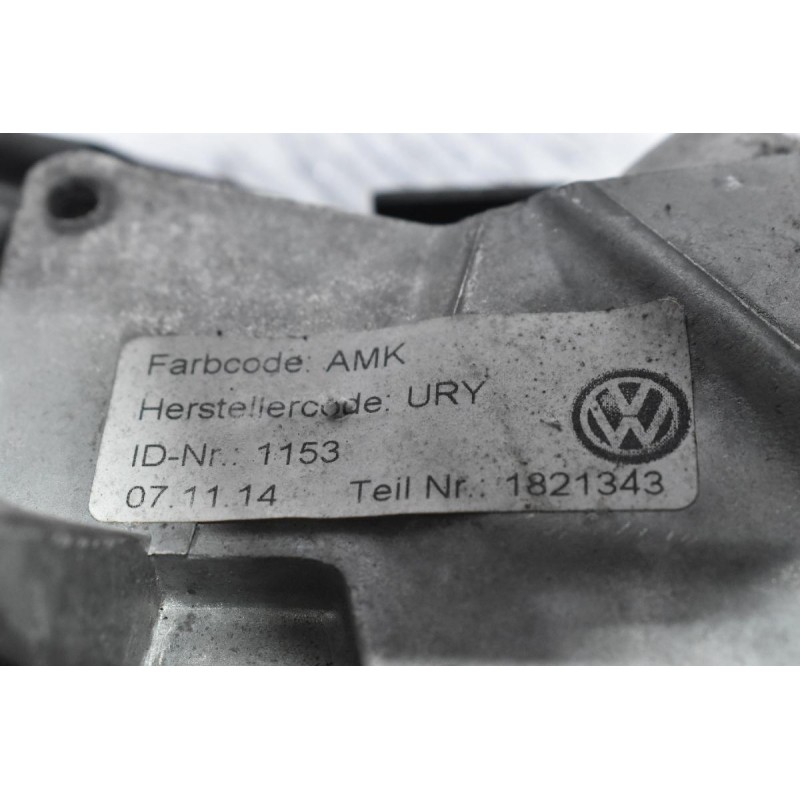 Farbcode: AMK
Herstellercode: URY
ID-Nr.: 1153
07.11.14 Teil Nr.: 1821343